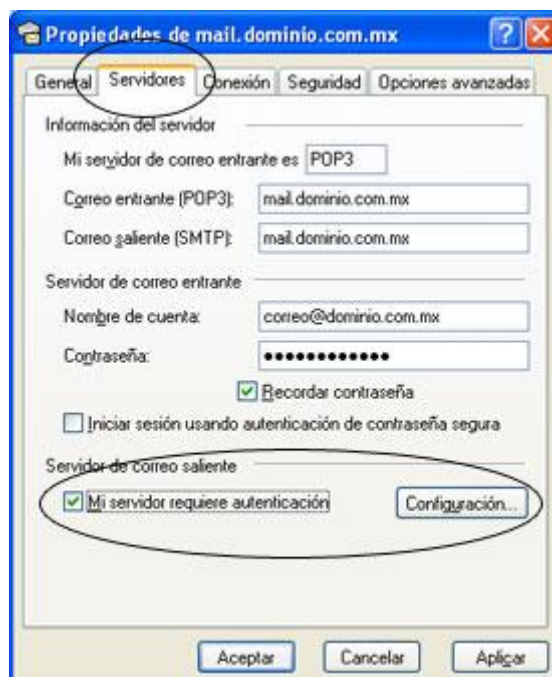 Propiedades de mail.dominio.com.mx
General Servidores Conexión Seguridad Opciones avanzadas
Información del servidor
Mi servidor de correo entrante es POP3
Correo entrante (POP3): mail.dominio.com.mx
Correo saliente (SMTP): mail.dominio.com.mx
Servidor de correo entrante
Nombre de cuenta: correo@dominio.com.mx
Contraseña: ●●●●●●●●●●●●
Recordar contraseña
Iniciar sesión usando autenticación de contraseña segura
Servidor de correo saliente
Mi servidor requiere autenticación Configuración...
Aceptar Cancelar Aplicar